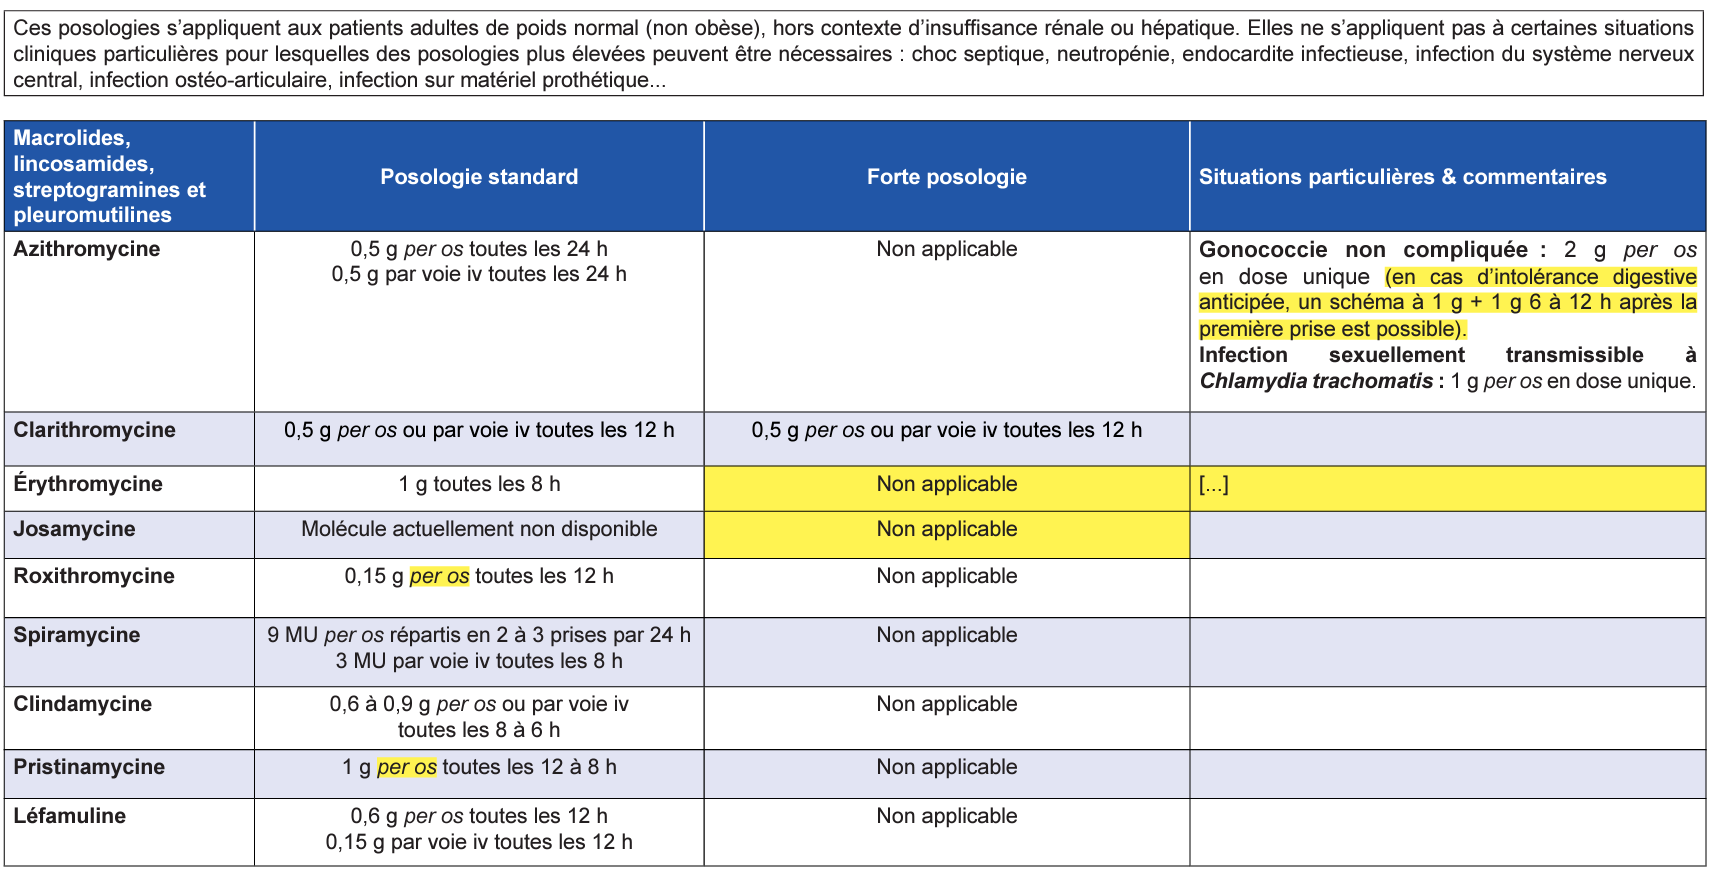 Ces posologies s’appliquent aux patients adultes de poids normal (non obèse), hors contexte d’insuffisance rénale ou hépatique. Elles ne s’appliquent pas à certaines situations
cliniques particulières pour lesquelles des posologies plus élevées peuvent être nécessaires : choc septique, neutropénie, endocardite infectieuse, infection du système nerveux
central, infection ostéo-articulaire, infection sur matériel prothétique...
Macrolides,
lincosamides,
streptogramines et
pleuromutilines
Posologie standard
Forte posologie
Situations particulières & commentaires
Azithromycine
0,5 g per os toutes les 24 h
0,5 g par voie iv toutes les 24 h
Non applicable
Gonococcie non compliquée : 2 g per os
en dose unique (en cas d’intolérance digestive
anticipée, un schéma à 1 g + 1 g 6 à 12 h après la
première prise est possible).
Infection sexuellement transmissible à
Chlamydia trachomatis : 1 g per os en dose unique.
Clarithromycine
0,5 g per os ou par voie iv toutes les 12 h
0,5 g per os ou par voie iv toutes les 12 h
Érythromycine
1 g toutes les 8 h
Non applicable
[...]
Josamycine
Molécule actuellement non disponible
Non applicable
Roxithromycine
0,15 g per os toutes les 12 h
Non applicable
Spiramycine
9 MU per os répartis en 2 à 3 prises par 24 h
3 MU par voie iv toutes les 8 h
Non applicable
Clindamycine
0,6 à 0,9 g per os ou par voie iv
toutes les 8 à 6 h
Non applicable
Pristinamycine
1 g per os toutes les 12 à 8 h
Non applicable
Léfamuline
0,6 g per os toutes les 12 h
0,15 g par voie iv toutes les 12 h
Non applicable